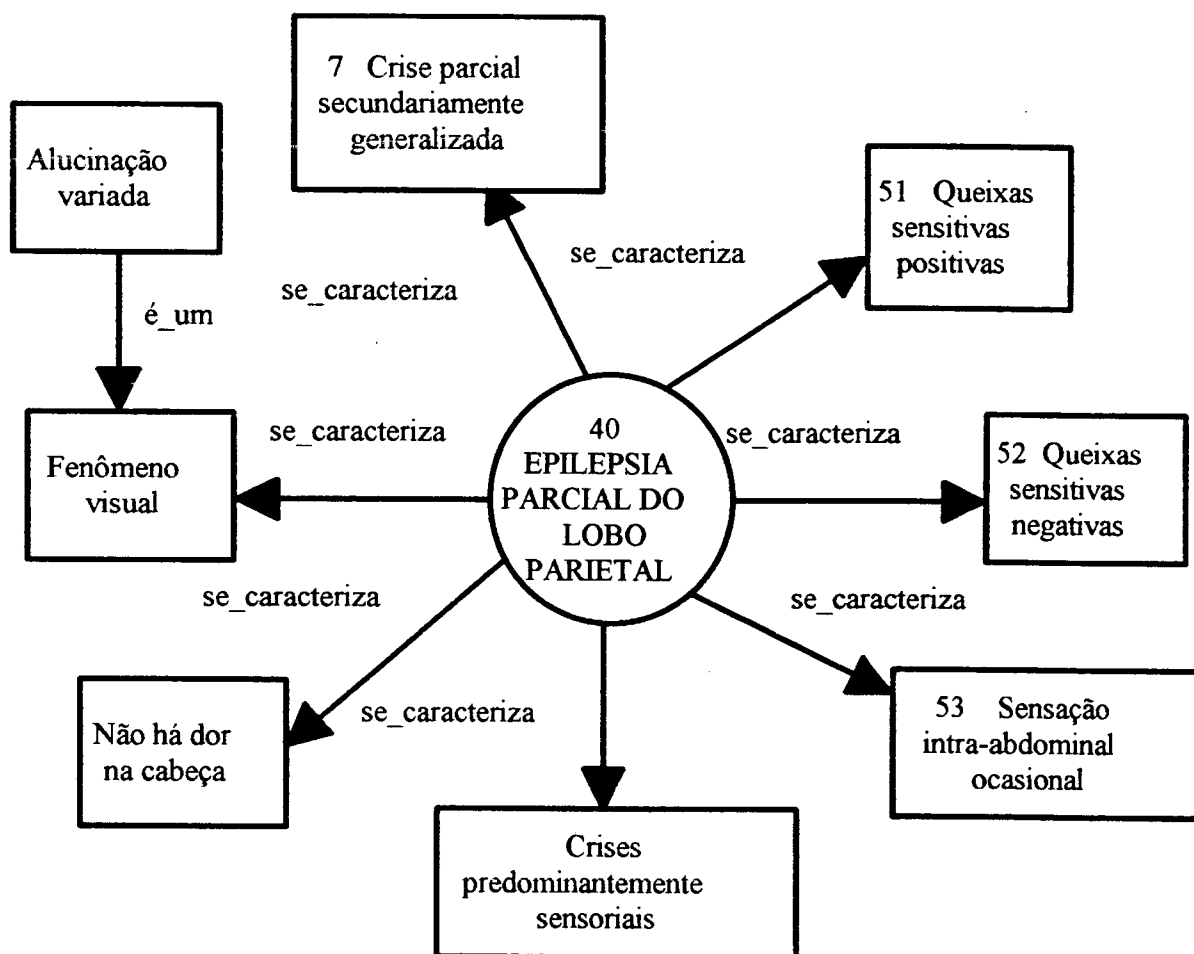 7 Crise parcial
secundariamente
generalizada
Alucinação
variada
51 Queixas
sensitivas
positivas
se_caracteriza
se_caracteriza
é_um
40
EPILEPSIA
PARCIAL DO
LOBO
PARIETAL
se_caracteriza
se_caracteriza
Fenômeno
visual
52 Queixas
sensitivas
negativas
se_caracteriza
se_caracteriza
Não há dor
na cabeça
se_caracteriza
53 Sensação
intra-abdominal
ocasional
Crises
predominantemente
sensoriais